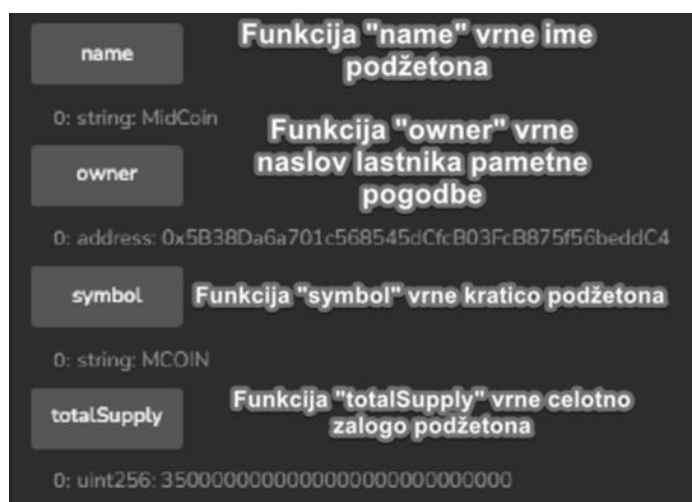 name
Funkcija "name" vrne ime
podžetona
0: string: MidCoin
owner
Funkcija "owner" vrne
naslov lastnika pametne
pogodbe
0: address: 0x5B38Da6a701c568545dCfcB03FcB875f56beddC4
symbol
Funkcija "symbol" vrne kratico podžetona
0: string: MCOIN
totalSupply
Funkcija "totalSupply" vrne celotno
zalogo podžetona
0: uint256: